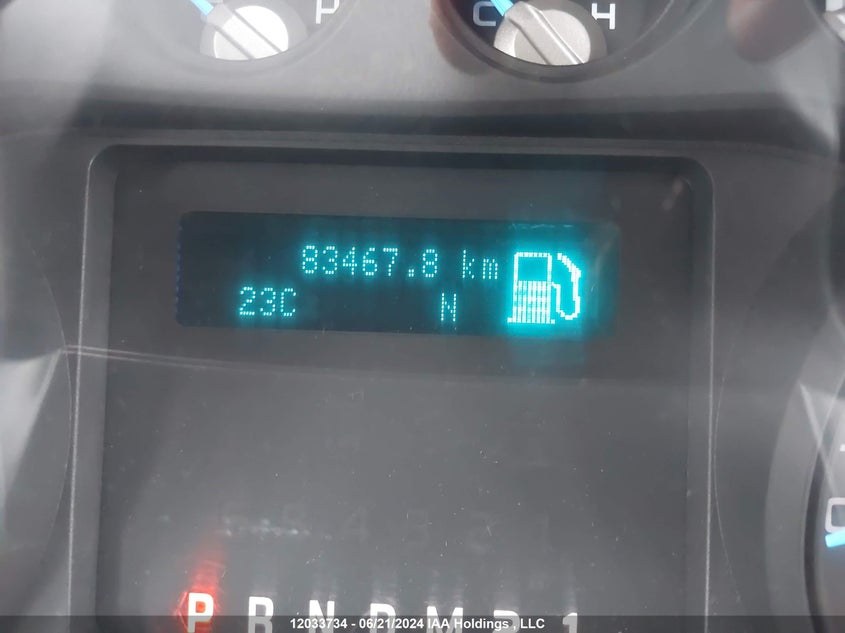 C H
83467.8 km
23C N
P R N D M 2 1
12033734 - 06/21/2024 IAA Holdings , LLC